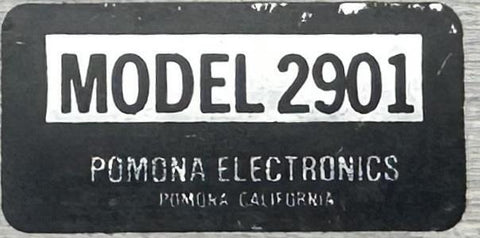 MODEL 2901
POMONA ELECTRONICS
POMONA CALIFORNIA